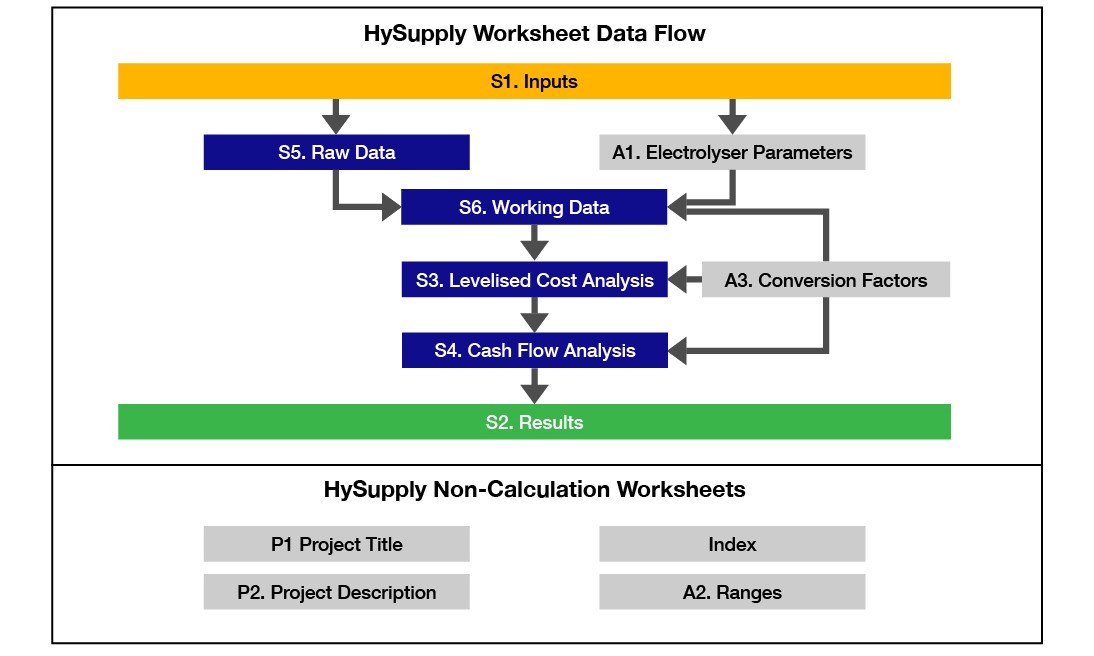 HySupply Worksheet Data Flow
S1. Inputs
S5. Raw Data
A1. Electrolyser Parameters
S6. Working Data
S3. Levelised Cost Analysis
A3. Conversion Factors
S4. Cash Flow Analysis
S2. Results
HySupply Non-Calculation Worksheets
P1 Project Title
Index
P2. Project Description
A2. Ranges